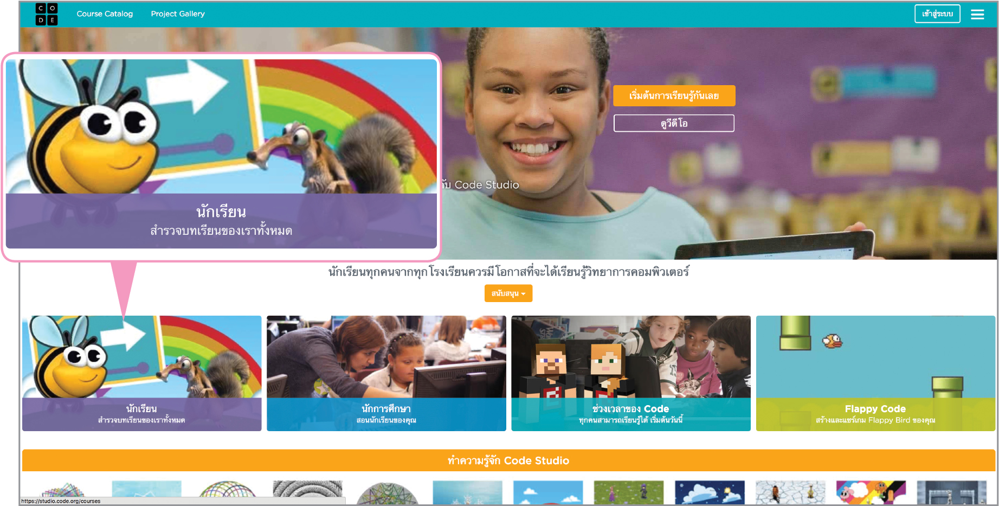 CODE
Course Catalog
Project Gallery
เข้าสู่ระบบ
เริ่มต้นการเรียนรู้กันเลย
ดูวีดีโอ
กับ Code Studio
นักเรียน
สำรวจบทเรียนของเราทั้งหมด
นักเรียนทุกคนจากทุกโรงเรียนควรมีโอกาสที่จะได้เรียนรู้วิทยาการคอมพิวเตอร์
สนับสนุน
นักเรียน
สำรวจบทเรียนของเราทั้งหมด
นักการศึกษา
สอนนักเรียนของคุณ
ช่วงเวลาของ Code
ทุกคนสามารถเรียนรู้ได้ เริ่มต้นวันนี้
Flappy Code
สร้างและแชร์เกม Flappy Bird ของคุณ
ทำความรู้จัก Code Studio
https://studio.code.org/courses